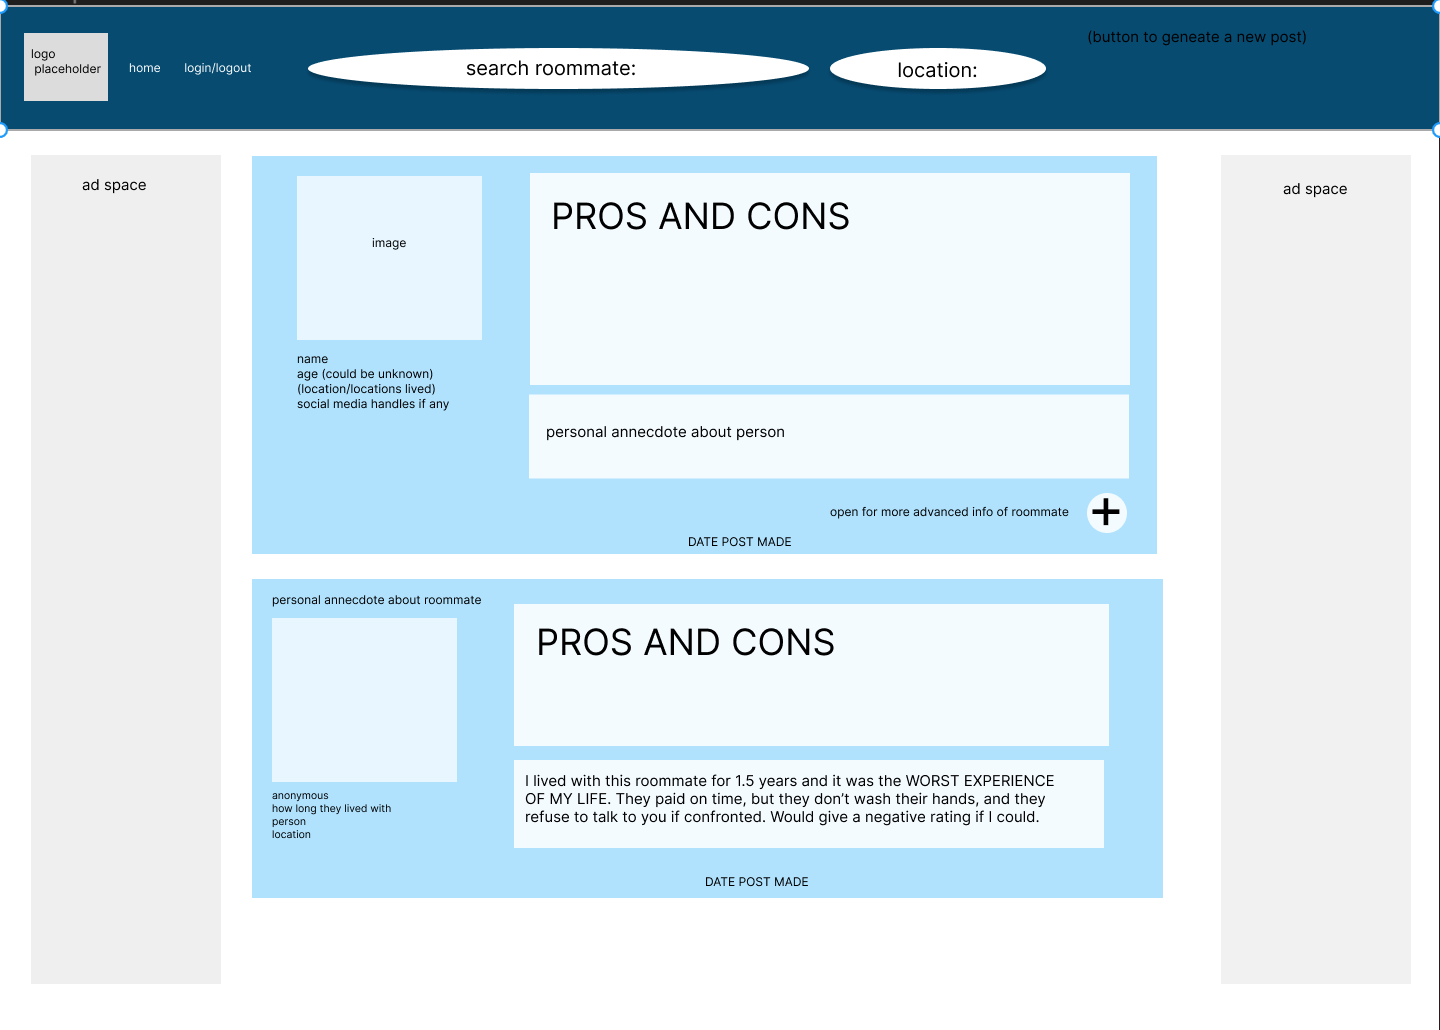 logo
placeholder
home
login/logout
search roommate:
location:
(button to geneate a new post)
ad space
image
PROS AND CONS
ad space
name
age (could be unknown)
(location/locations lived)
social media handles if any
personal annecdote about person
open for more advanced info of roommate
DATE POST MADE
personal annecdote about roommate
PROS AND CONS
anonymous
how long they lived with
person
location
I lived with this roommate for 1.5 years and it was the WORST EXPERIENCE
OF MY LIFE. They paid on time, but they don’t wash their hands, and they
refuse to talk to you if confronted. Would give a negative rating if I could.
DATE POST MADE